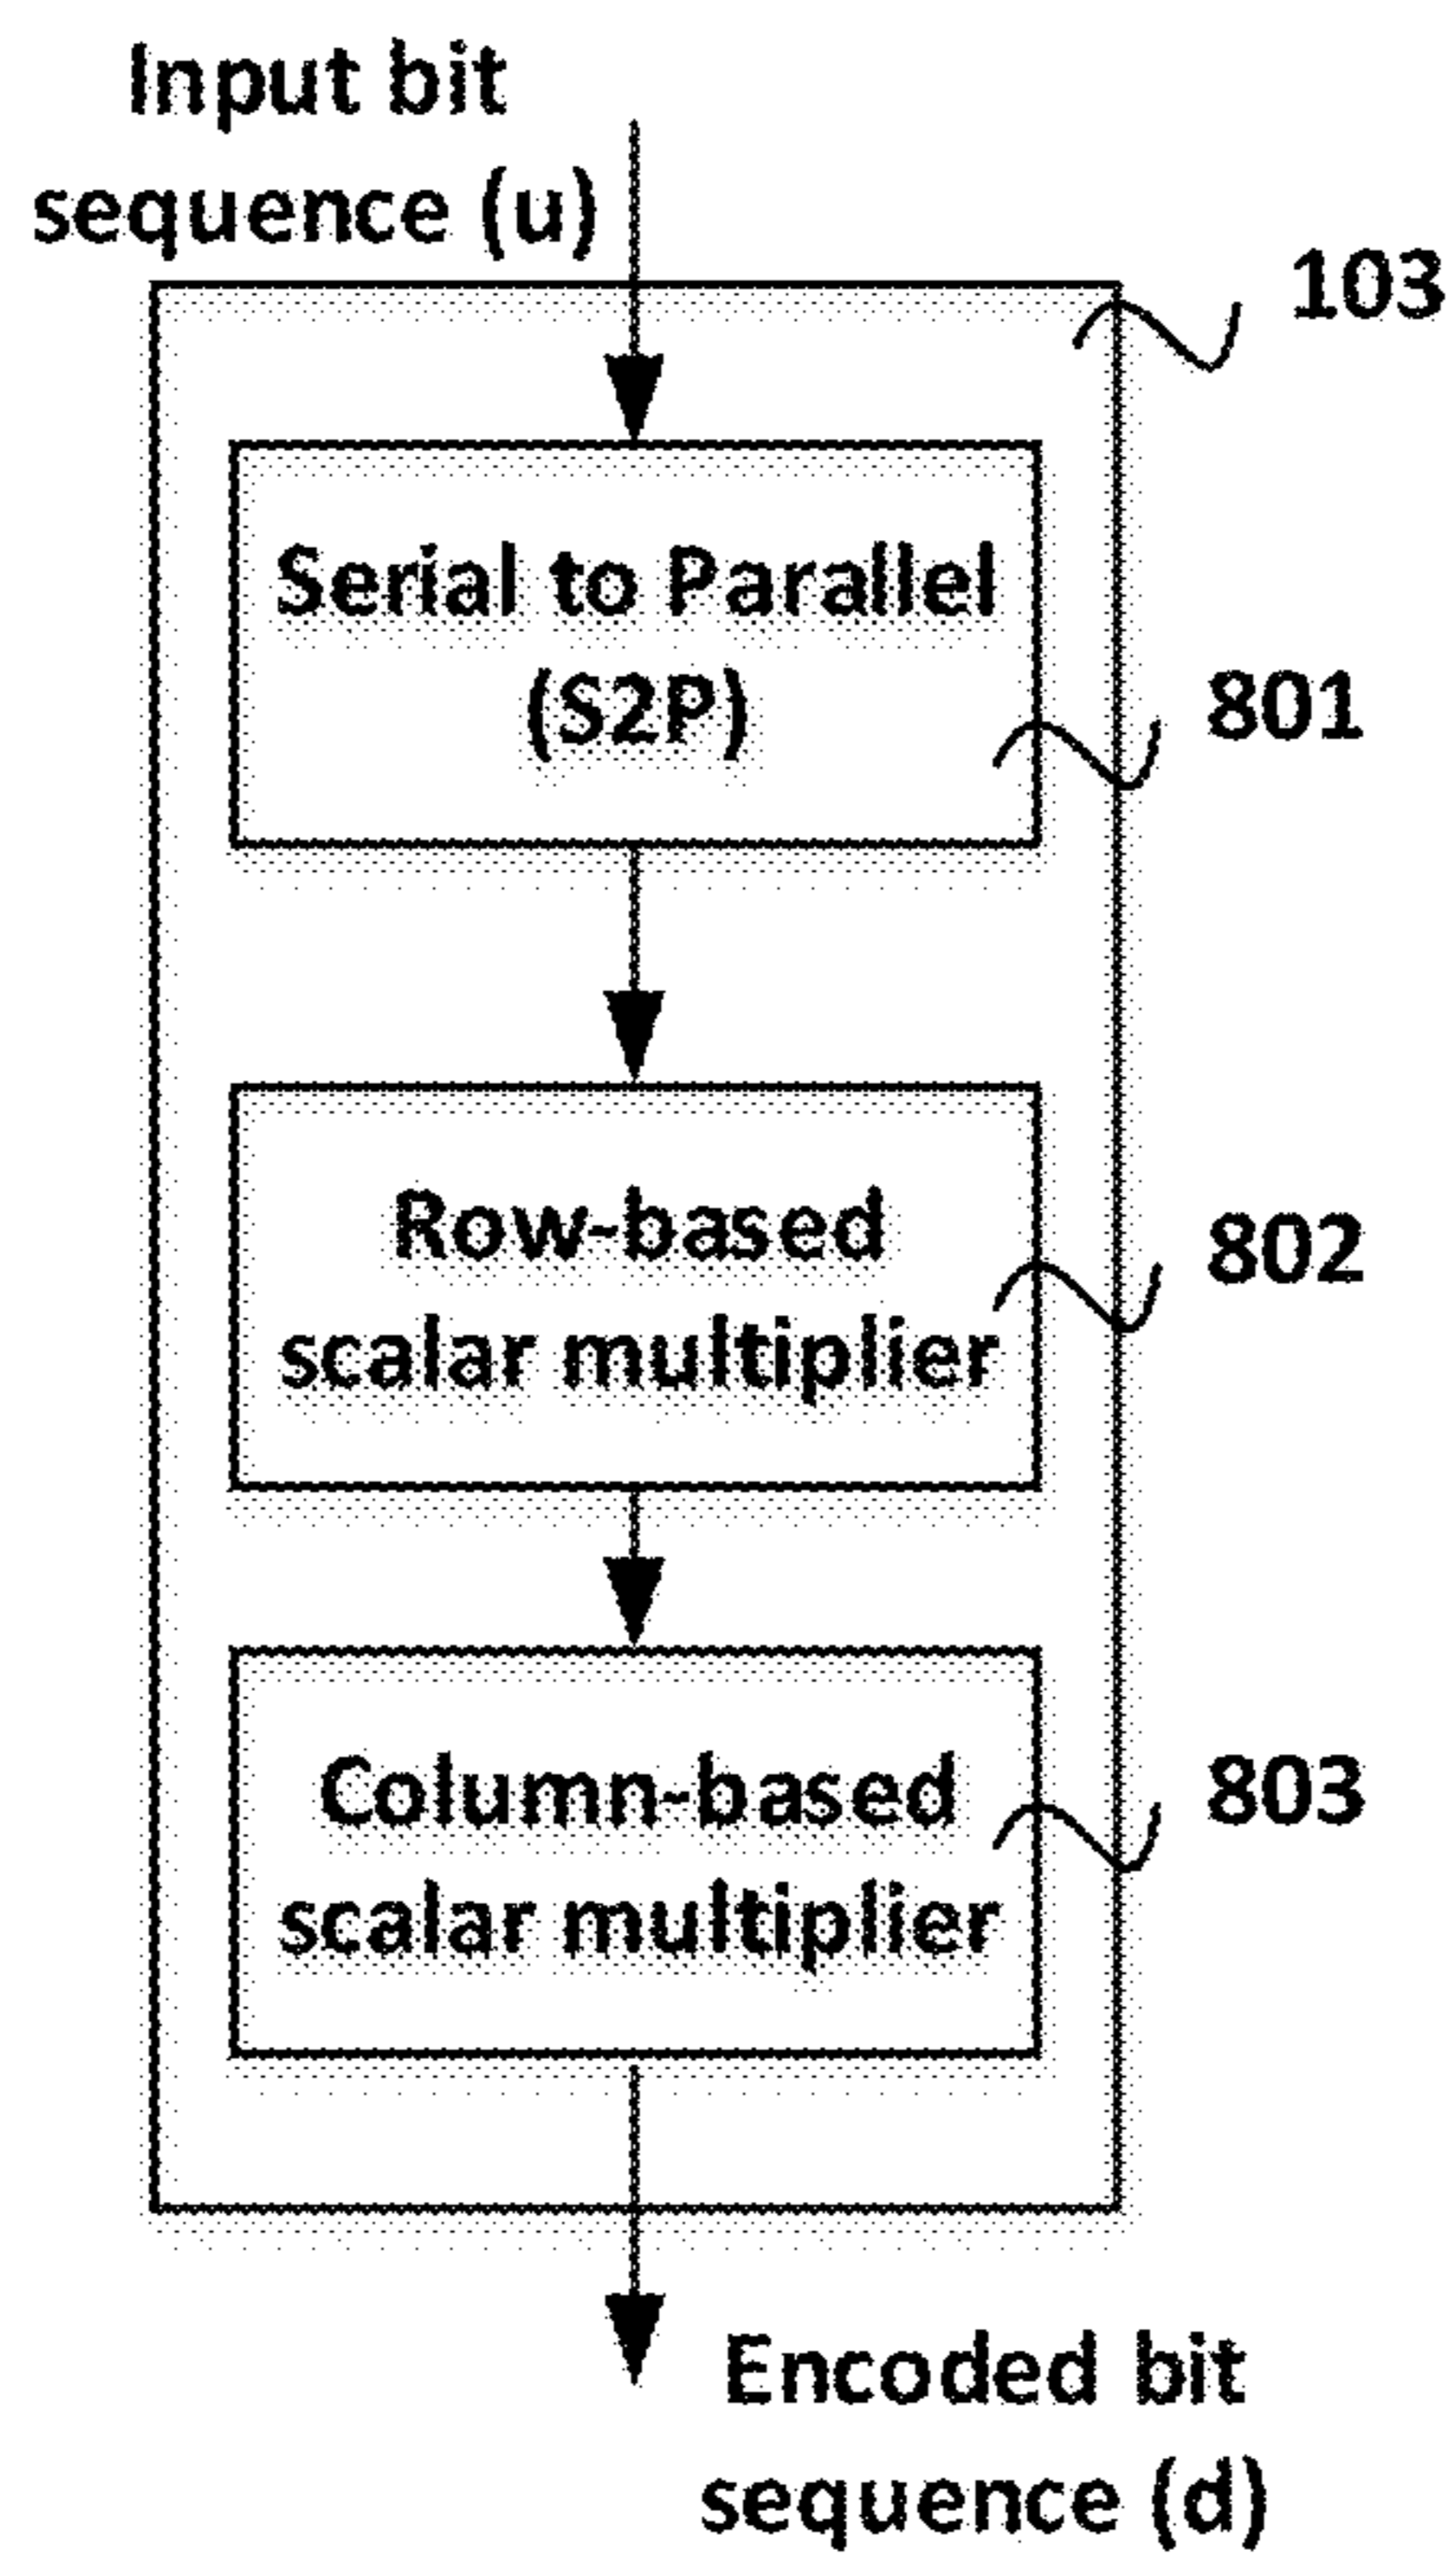 Input bit
sequence (u)
103
Serial to Parallel
(S2P)
801
Row-based
scalar multiplier
802
Column-based
scalar multiplier
803
Encoded bit
sequence (d)